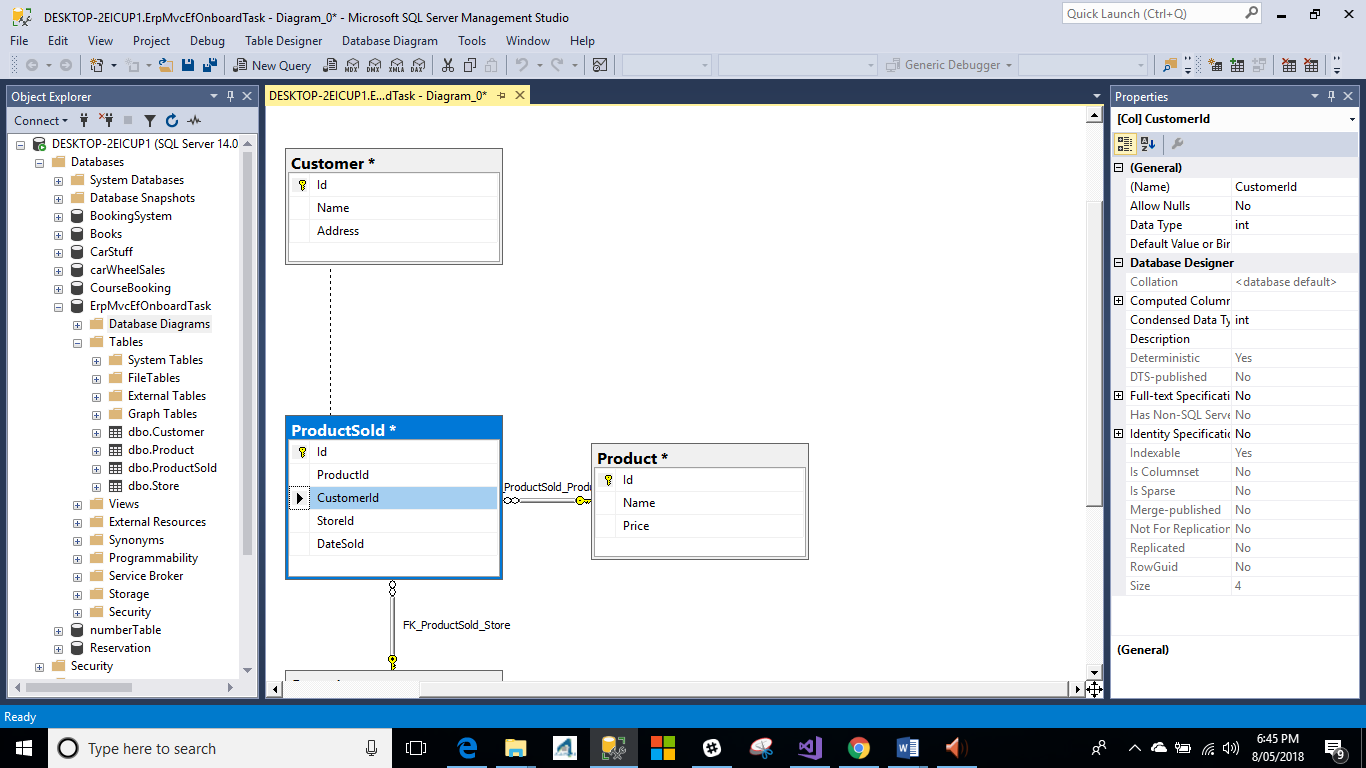 DESKTOP-2EICUP1.ErpMvcEfOnboardTask - Diagram_0* - Microsoft SQL Server Management Studio
Quick Launch (Ctrl+Q)
File Edit View Project Debug Table Designer Database Diagram Tools Window Help
New Query
MDX DMX XMLA DAX
Generic Debugger
Object Explorer
Connect
DESKTOP-2EICUP1 (SQL Server 14.0
Databases
System Databases
Database Snapshots
BookingSystem
Books
CarStuff
carWheelSales
CourseBooking
ErpMvcEfOnboardTask
Database Diagrams
Tables
System Tables
FileTables
External Tables
Graph Tables
dbo.Customer
dbo.Product
dbo.ProductSold
dbo.Store
Views
External Resources
Synonyms
Programmability
Service Broker
Storage
Security
numberTable
Reservation
Security
DESKTOP-2EICUP1.E...dTask - Diagram_0*
Customer *
Id
Name
Address
ProductSold *
Id
ProductId
CustomerId
StoreId
DateSold
_ProductSold_Produ
Product *
Id
Name
Price
FK_ProductSold_Store
Properties
[Col] CustomerId
(General)
(Name) CustomerId
Allow Nulls No
Data Type int
Default Value or Bir
Database Designer
Collation <database default>
Computed Column
Condensed Data Ty int
Description
Deterministic Yes
DTS-published No
Full-text Specificati No
Has Non-SQL Serve No
Identity Specificatic No
Indexable Yes
Is Columnset No
Is Sparse No
Merge-published No
Not For Replication No
Replicated No
RowGuid No
Size 4
(General)
Ready
Type here to search
6:45 PM
8/05/2018
9